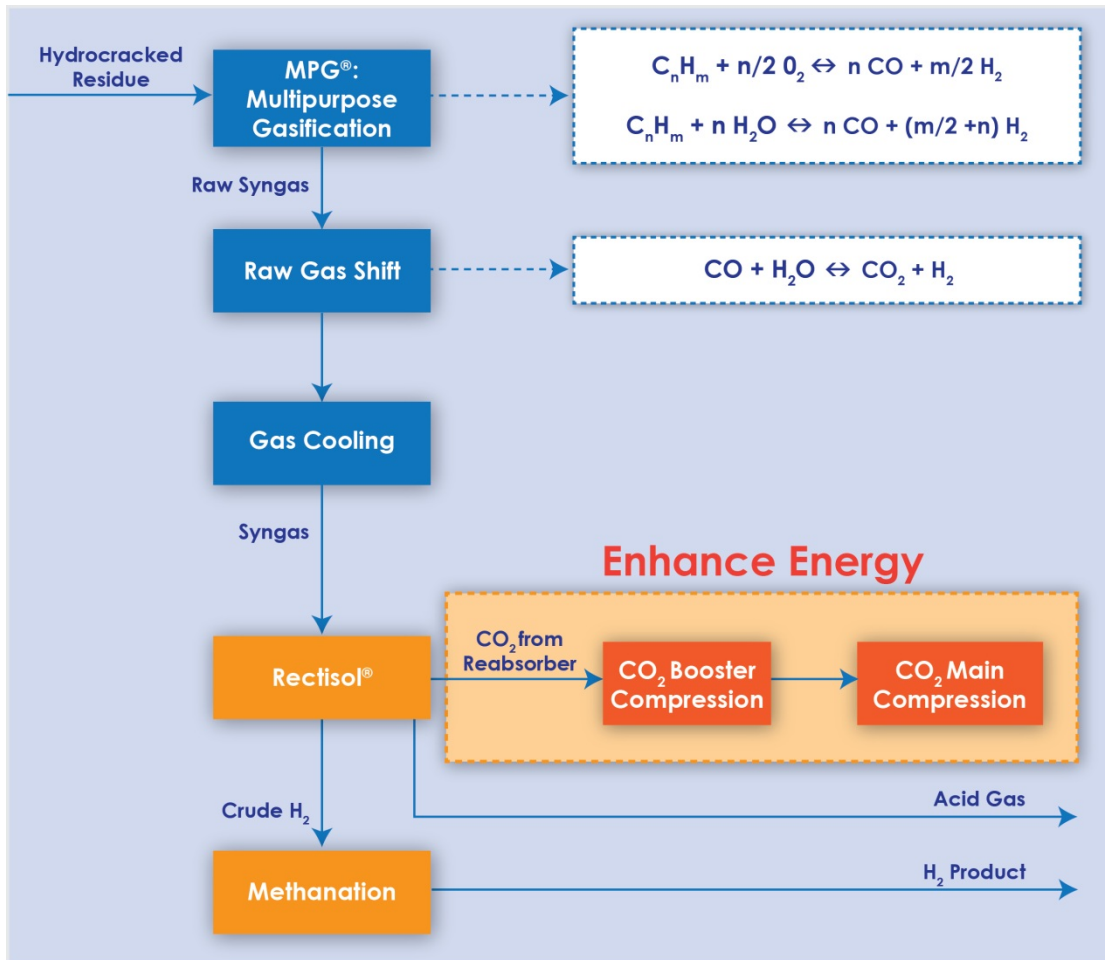 Hydrocracked
Residue
MPG®:
Multipurpose
Gasification
CₙHₘ + n/2 0₂ ↔ n CO + m/2 H₂
CₙHₘ + n H₂O ↔ n CO + (m/2 +n) H₂
Raw Syngas
Raw Gas Shift
CO + H₂O ↔ CO₂ + H₂
Gas Cooling
Syngas
Enhance Energy
Rectisol®
CO₂ from
Reabsorber
CO₂ Booster
Compression
CO₂ Main
Compression
Crude H₂
Acid Gas
Methanation
H₂ Product